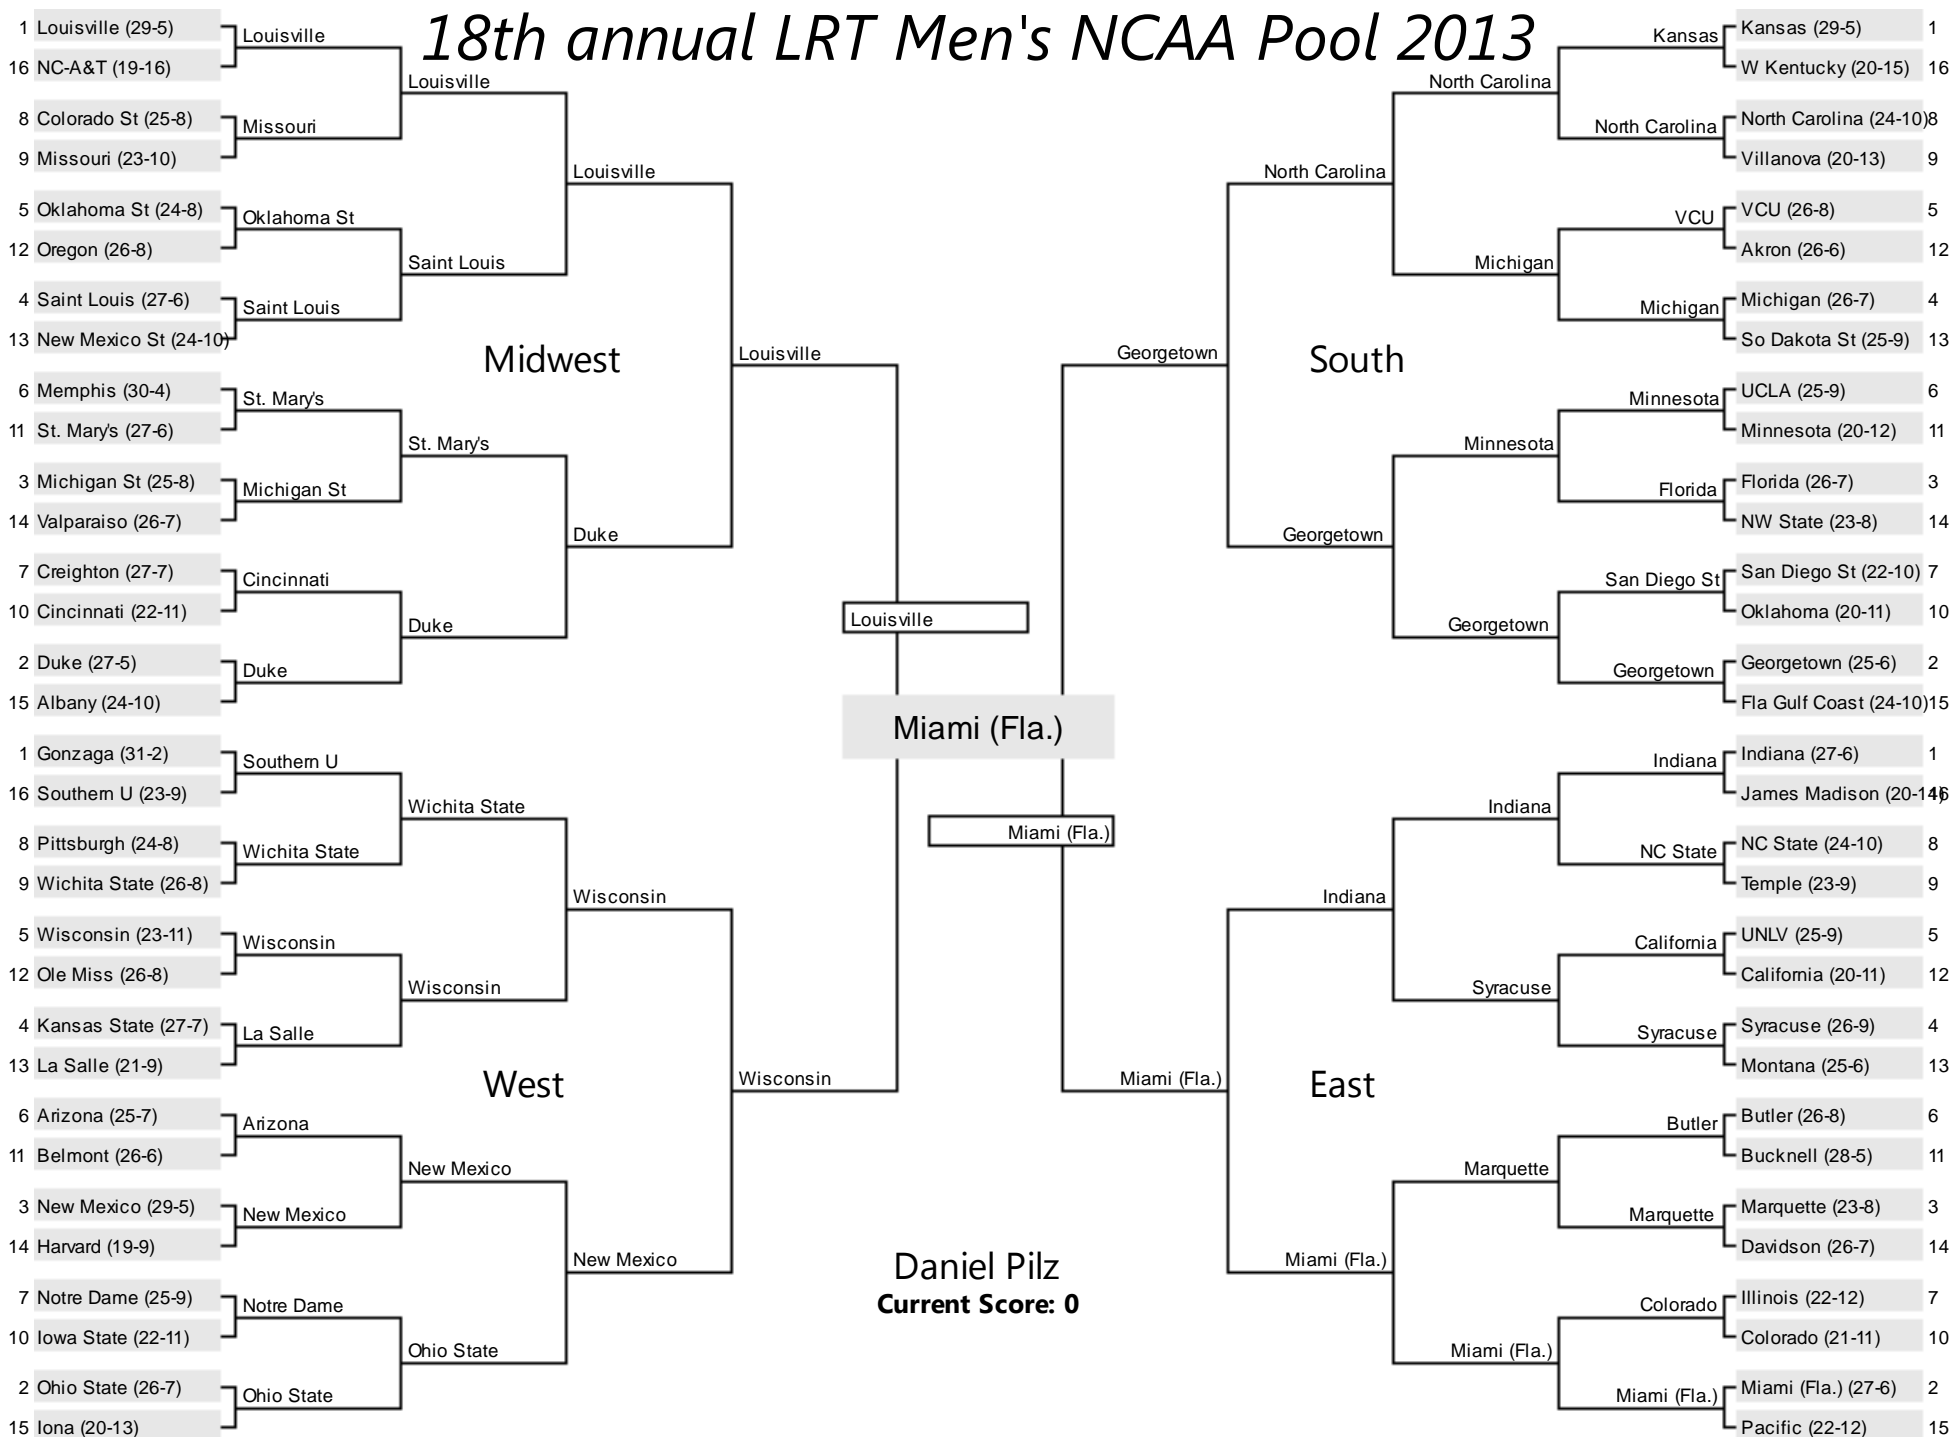 18th annual LRT Men's NCAA Pool 2013
1 Louisville (29-5)
16 NC-A&T (19-16)
8 Colorado St (25-8)
9 Missouri (23-10)
5 Oklahoma St (24-8)
12 Oregon (26-8)
4 Saint Louis (27-6)
13 New Mexico St (24-10)
6 Memphis (30-4)
11 St. Mary's (27-6)
3 Michigan St (25-8)
14 Valparaiso (26-7)
7 Creighton (27-7)
10 Cincinnati (22-11)
2 Duke (27-5)
15 Albany (24-10)
Louisville
Missouri
Oklahoma St
Saint Louis
St. Mary's
Michigan St
Cincinnati
Duke
Louisville
Saint Louis
St. Mary's
Duke
Louisville
Duke
Midwest
Louisville
1 Gonzaga (31-2)
16 Southern U (23-9)
8 Pittsburgh (24-8)
9 Wichita State (26-8)
5 Wisconsin (23-11)
12 Ole Miss (26-8)
4 Kansas State (27-7)
13 La Salle (21-9)
6 Arizona (25-7)
11 Belmont (26-6)
3 New Mexico (29-5)
14 Harvard (19-9)
7 Notre Dame (25-9)
10 Iowa State (22-11)
2 Ohio State (26-7)
15 Iona (20-13)
Southern U
Wichita State
Wisconsin
La Salle
Arizona
New Mexico
Notre Dame
Ohio State
Wichita State
Wisconsin
New Mexico
Ohio State
Wisconsin
New Mexico
West
Wisconsin
Louisville
Miami (Fla.)
Miami (Fla.)
Daniel Pilz
Current Score: 0
Kansas (29-5) 1
W Kentucky (20-15) 16
North Carolina (24-10) 8
Villanova (20-13) 9
VCU (26-8) 5
Akron (26-6) 12
Michigan (26-7) 4
So Dakota St (25-9) 13
UCLA (25-9) 6
Minnesota (20-12) 11
Florida (26-7) 3
NW State (23-8) 14
San Diego St (22-10) 7
Oklahoma (20-11) 10
Georgetown (25-6) 2
Fla Gulf Coast (24-10) 15
Kansas
North Carolina
VCU
Michigan
Minnesota
Florida
San Diego St
Georgetown
North Carolina
Michigan
Minnesota
Georgetown
North Carolina
Georgetown
South
Georgetown
Indiana (27-6) 1
James Madison (20-14) 16
NC State (24-10) 8
Temple (23-9) 9
UNLV (25-9) 5
California (20-11) 12
Syracuse (26-9) 4
Montana (25-6) 13
Butler (26-8) 6
Bucknell (28-5) 11
Marquette (23-8) 3
Davidson (26-7) 14
Illinois (22-12) 7
Colorado (21-11) 10
Miami (Fla.) (27-6) 2
Pacific (22-12) 15
Indiana
NC State
California
Syracuse
Butler
Marquette
Colorado
Miami (Fla.)
Indiana
Syracuse
Marquette
Miami (Fla.)
Indiana
Miami (Fla.)
East
Miami (Fla.)